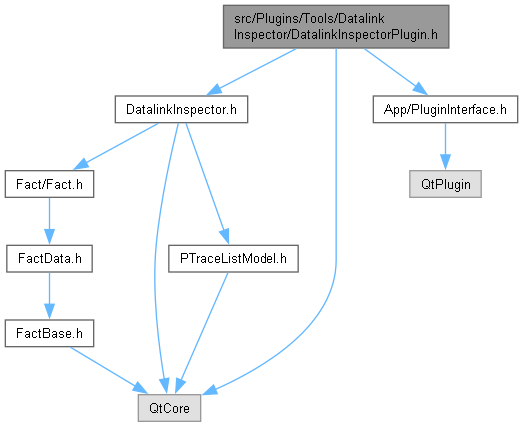 src/Plugins/Tools/Datalink
Inspector/DatalinkInspectorPlugin.h
DatalinkInspector.h
App/PluginInterface.h
Fact/Fact.h
QtPlugin
FactData.h
PTraceListModel.h
FactBase.h
QtCore